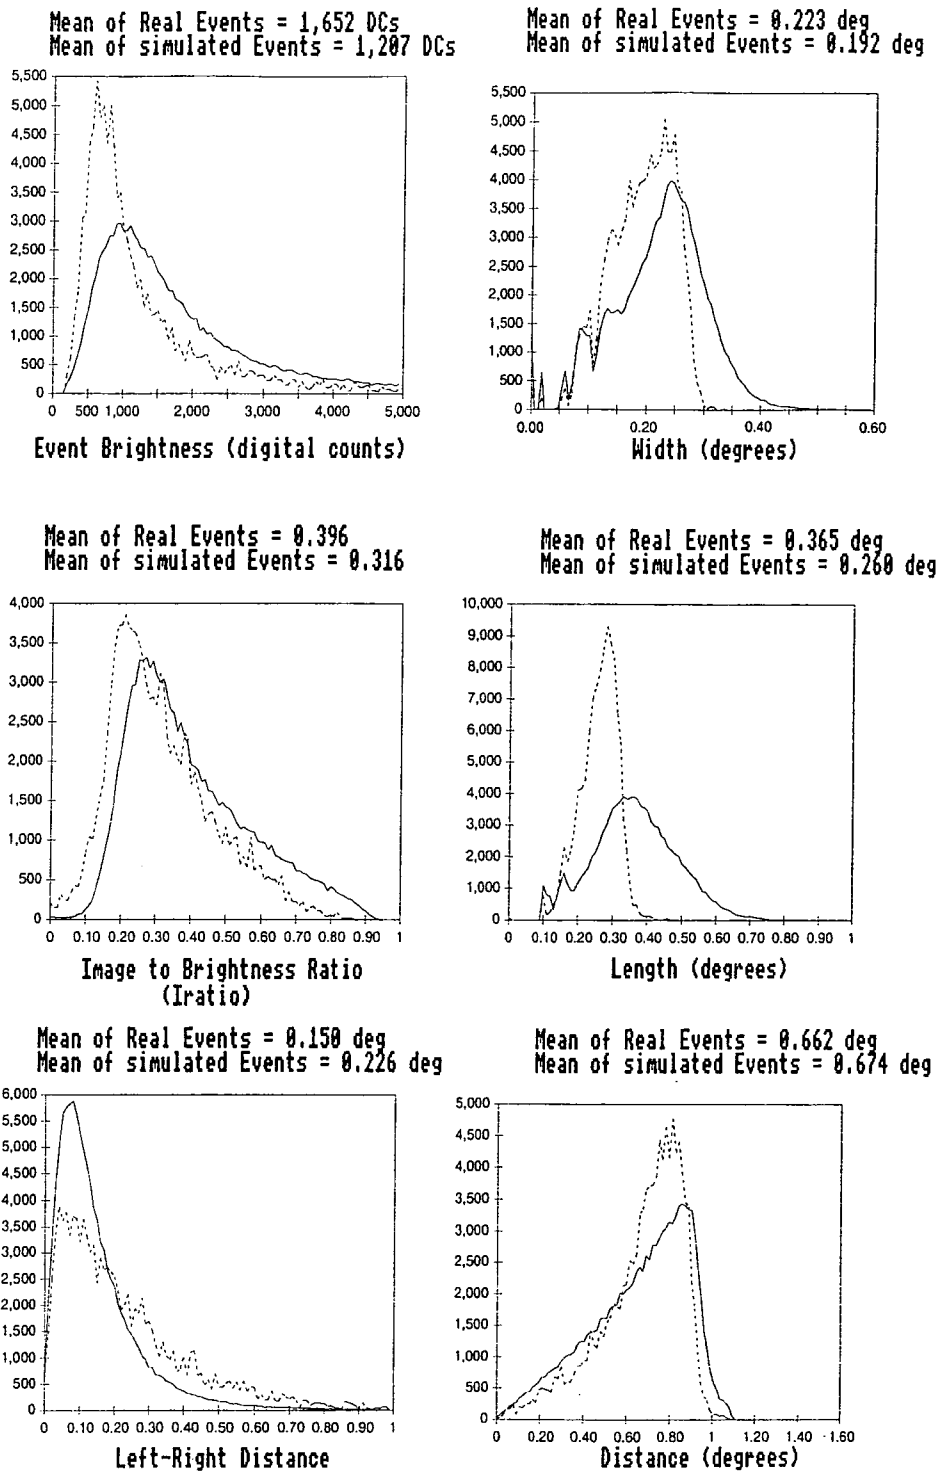 Mean of Real Events = 1,652 DCs
Mean of simulated Events = 1,207 DCs
5,500
5,000
4,500
4,000
3,500
3,000
2,500
2,000
1,500
1,000
500
0
0 500 1,000 2,000 3,000 4,000 5,000
Event Brightness (digital counts)
Mean of Real Events = 0.223 deg
Mean of simulated Events = 0.192 deg
5,500
5,000
4,500
4,000
3,500
3,000
2,500
2,000
1,500
1,000
500
0
0.00 0.20 0.40 0.60
Width (degrees)
Mean of Real Events = 0.396
Mean of simulated Events = 0.316
4,000
3,500
3,000
2,500
2,000
1,500
1,000
500
0
0 0.10 0.20 0.30 0.40 0.50 0.60 0.70 0.80 0.90 1
Image to Brightness Ratio
(Iratio)
Mean of Real Events = 0.365 deg
Mean of simulated Events = 0.260 deg
10,000
9,000
8,000
7,000
6,000
5,000
4,000
3,000
2,000
1,000
0
0 0.10 0.20 0.30 0.40 0.50 0.60 0.70 0.80 0.90 1
Length (degrees)
Mean of Real Events = 0.150 deg
Mean of simulated Events = 0.226 deg
6,000
5,500
5,000
4,500
4,000
3,500
3,000
2,500
2,000
1,500
1,000
500
0
0 0.10 0.20 0.30 0.40 0.50 0.60 0.70 0.80 0.90 1
Left-Right Distance
Mean of Real Events = 0.662 deg
Mean of simulated Events = 0.674 deg
5,000
4,500
4,000
3,500
3,000
2,500
2,000
1,500
1,000
500
0
0 0.20 0.40 0.60 0.80 1 1.20 1.40 1.60
Distance (degrees)